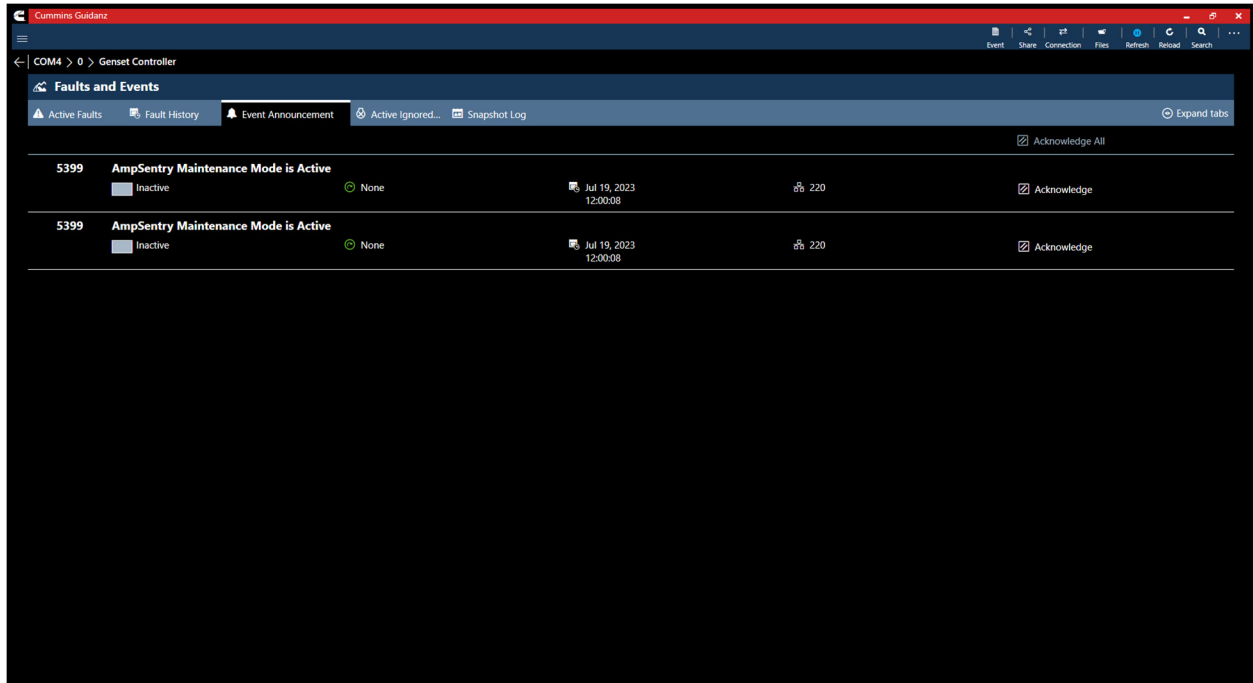 Cummins Guidanz
Event Share Connection Files Refresh Reload Search
COM4 > 0 > Genset Controller
Faults and Events
Active Faults Fault History Event Announcement Active Ignored... Snapshot Log Expand tabs
Acknowledge All
5399 AmpSentry Maintenance Mode is Active
Inactive None Jul 19, 2023 220 Acknowledge
12:00:08
5399 AmpSentry Maintenance Mode is Active
Inactive None Jul 19, 2023 220 Acknowledge
12:00:08